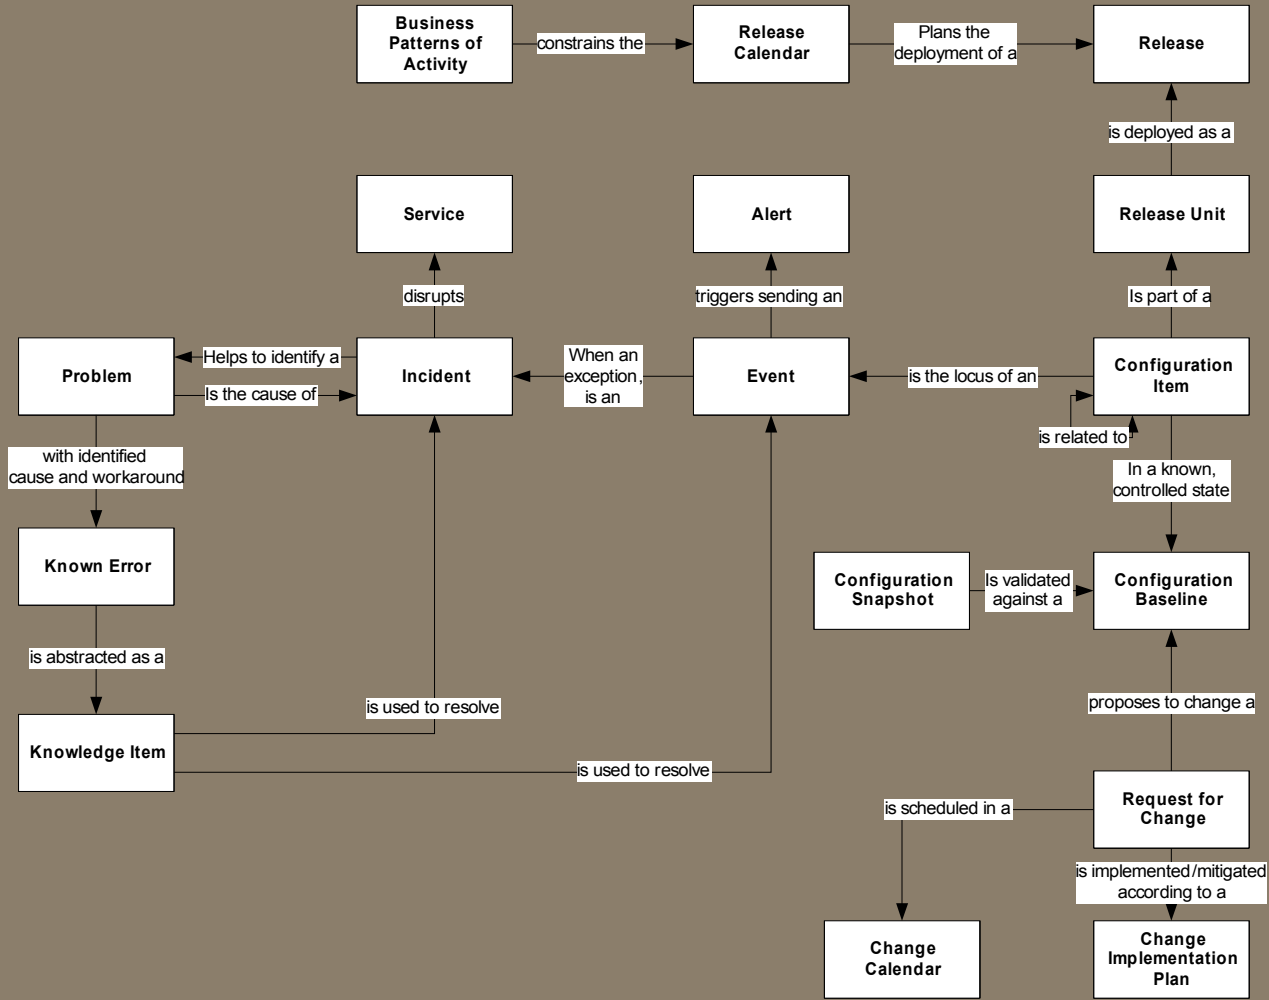 Business
Patterns of
Activity
constrains the
Release
Calendar
Plans the
deployment of a
Release
is deployed as a
Service
Alert
Release Unit
disrupts
triggers sending an
Is part of a
Problem
Helps to identify a
Is the cause of
Incident
When an
exception,
is an
Event
is the locus of an
Configuration
Item
is related to
with identified
cause and workaround
In a known,
controlled state
Known Error
Configuration
Snapshot
Is validated
against a
Configuration
Baseline
is abstracted as a
is used to resolve
proposes to change a
Knowledge Item
is used to resolve
is scheduled in a
Request for
Change
is implemented/mitigated
according to a
Change
Calendar
Change
Implementation
Plan